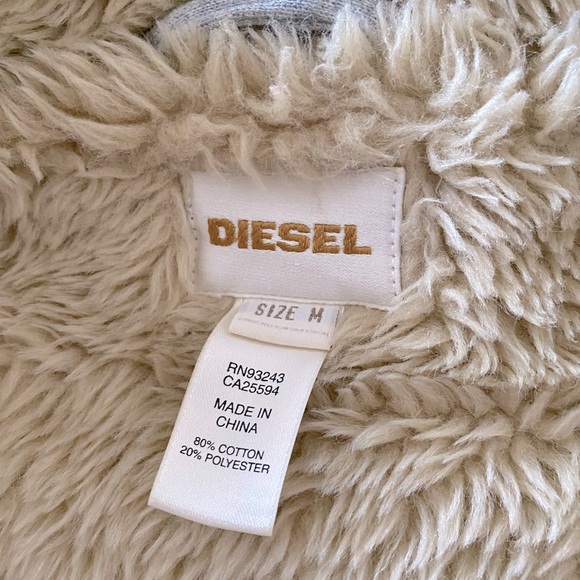 DIESEL
SIZE M
RN93243
CA25594
MADE IN
CHINA
80% COTTON
20% POLYESTER